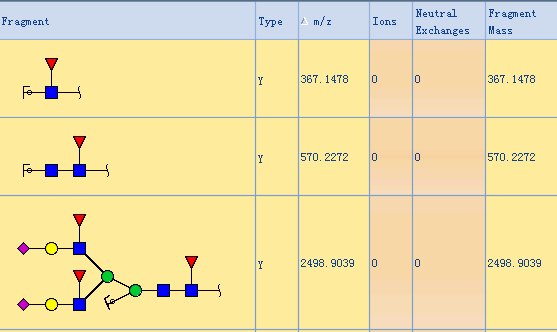 Fragment Type △ m/z Ions Neutral Exchanges Fragment Mass
Y 367.1478 0 0 367.1478
Y 570.2272 0 0 570.2272
Y 2498.9039 0 0 2498.9039